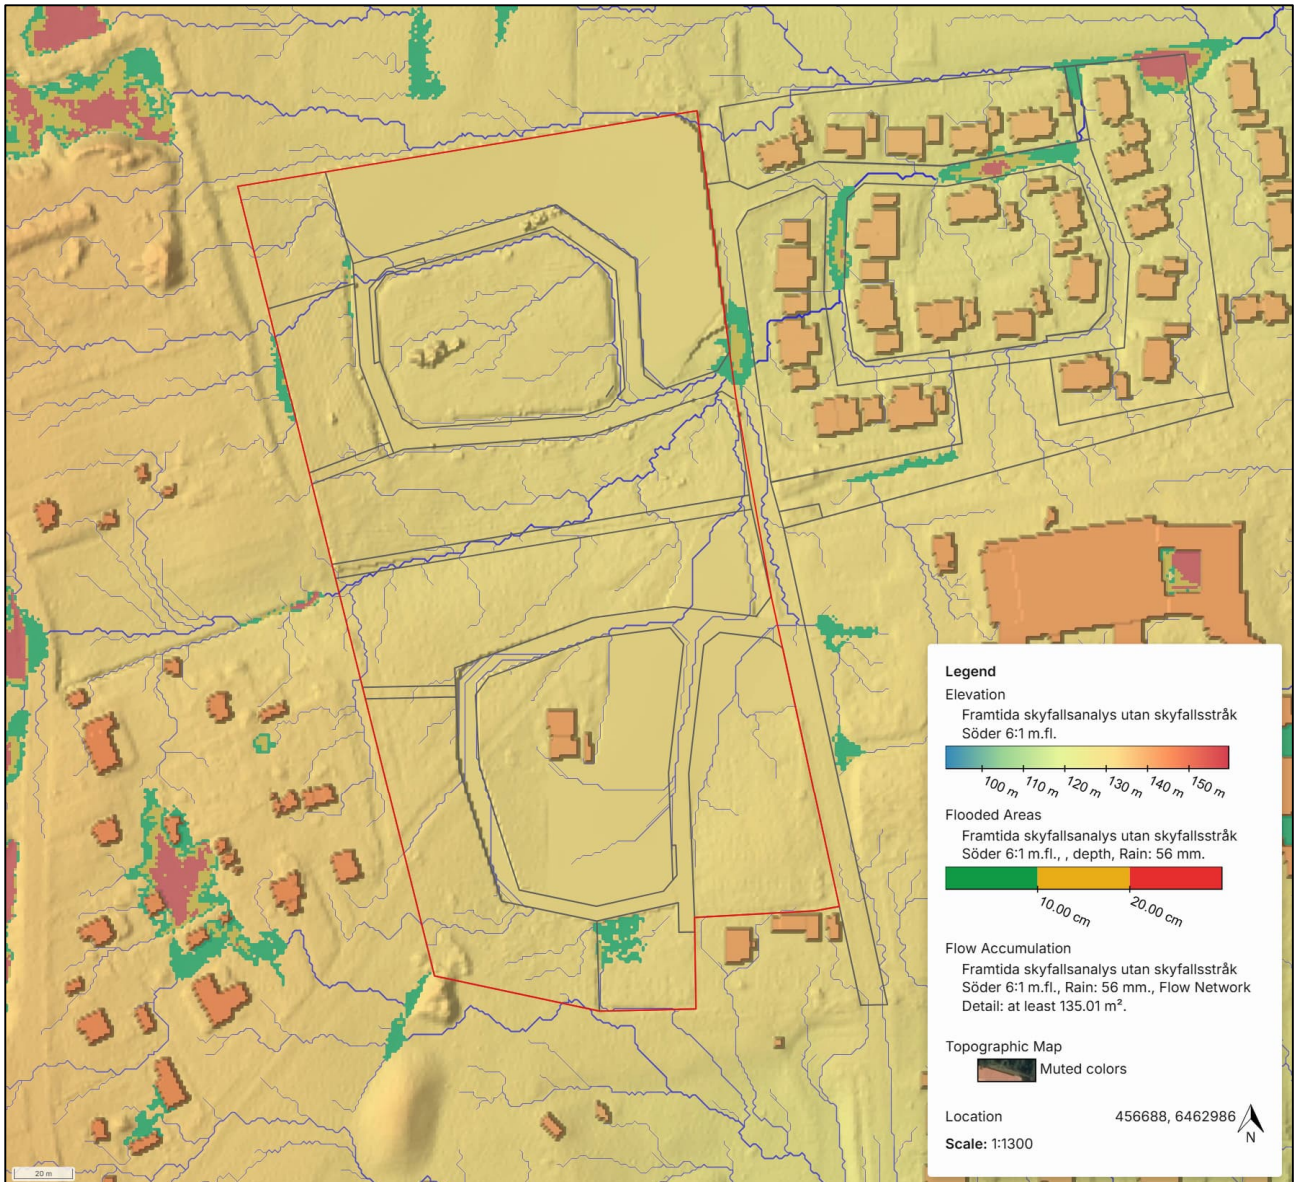 Legend
Elevation
Framtida skyfallsanalys utan skyfallsstråk
Söder 6:1 m.fl.
100 m 110 m 120 m 130 m 140 m 150 m
Flooded Areas
Framtida skyfallsanalys utan skyfallsstråk
Söder 6:1 m.fl., , depth, Rain: 56 mm.
10.00 cm 20.00 cm
Flow Accumulation
Framtida skyfallsanalys utan skyfallsstråk
Söder 6:1 m.fl., Rain: 56 mm., Flow Network
Detail: at least 135.01 m².
Topographic Map
Muted colors
Location 456688, 6462986
N
Scale: 1:1300
20 m